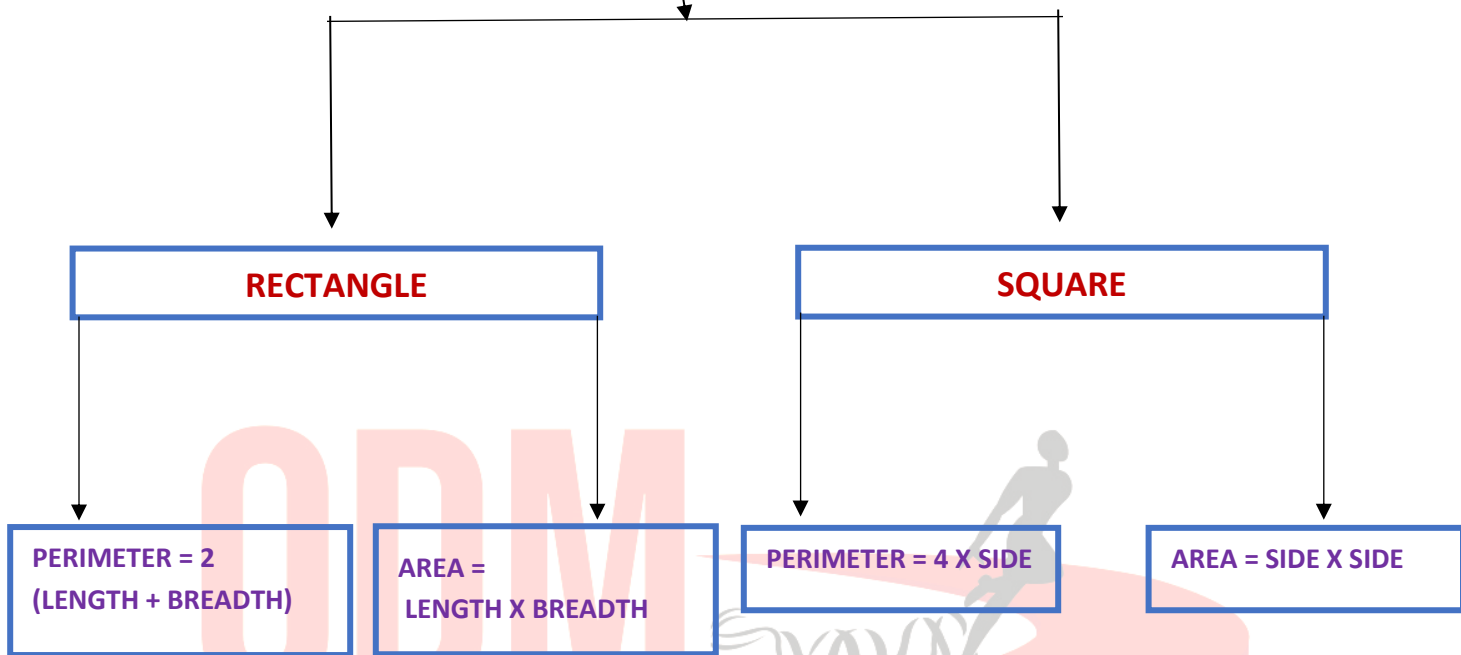 RECTANGLE
SQUARE
PERIMETER = 2
(LENGTH + BREADTH)
AREA =
LENGTH X BREADTH
PERIMETER = 4 X SIDE
AREA = SIDE X SIDE
ODM